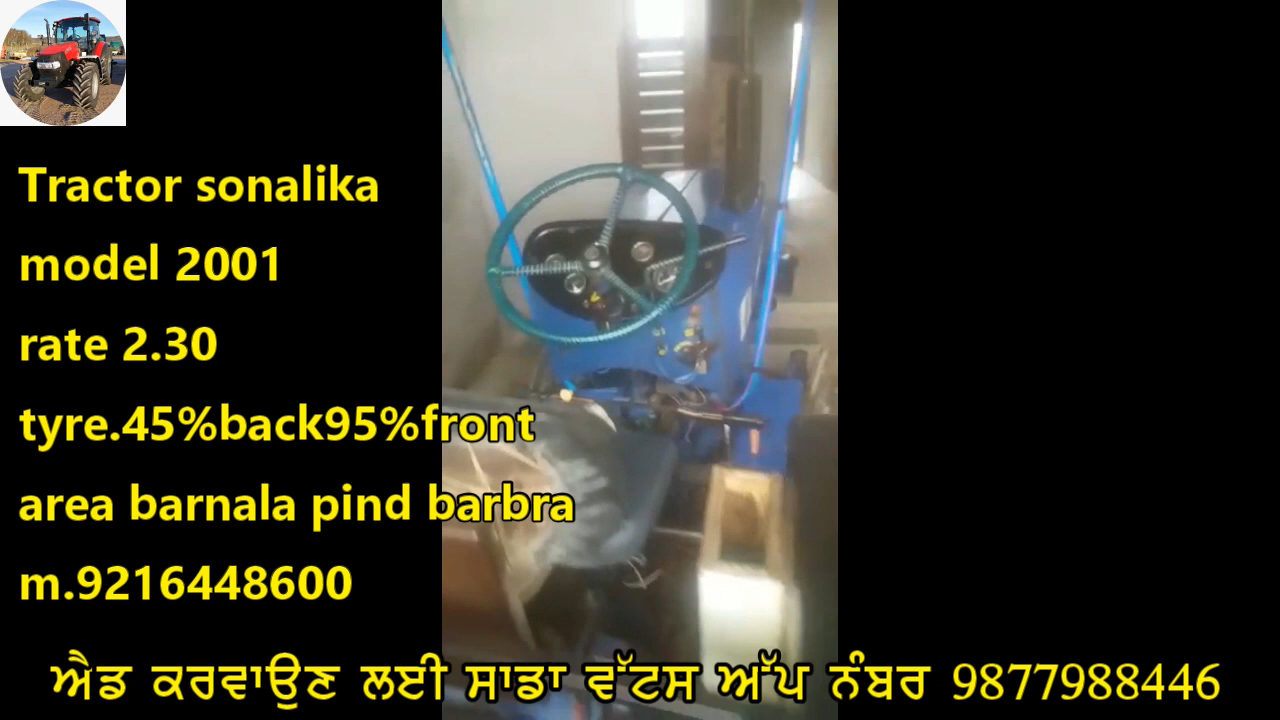 Tractor sonalika
model 2001
rate 2.30
tyre.45%back95%front
area barnala pind barbra
m.9216448600
ਐਡ ਕਰਵਾਉਣ ਲਈ ਸਾਡਾ ਵੱਟਸ ਅੱਪ ਨੰਬਰ 9877988446